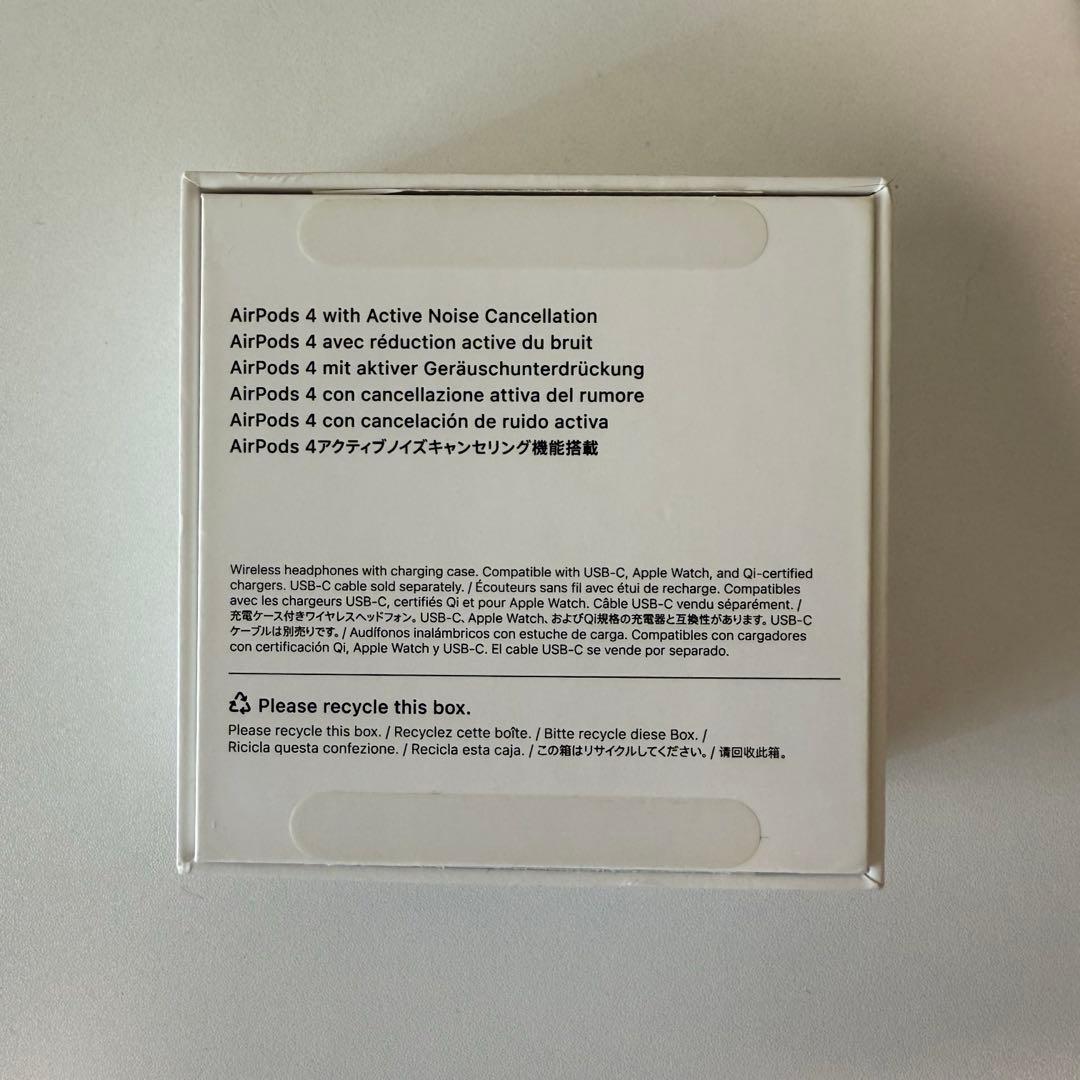 AirPods 4 with Active Noise Cancellation
AirPods 4 avec réduction active du bruit
AirPods 4 mit aktiver Geräuschunterdrückung
AirPods 4 con cancellazione attiva del rumore
AirPods 4 con cancelación de ruido activa
AirPods 4アクティブノイズキャンセリング機能搭載
Wireless headphones with charging case. Compatible with USB-C, Apple Watch, and Qi-certified
chargers. USB-C cable sold separately. / Écouteurs sans fil avec étui de recharge. Compatibles
avec les chargeurs USB-C, certifiés Qi et pour Apple Watch. Câble USB-C vendu séparément. /
充電ケース付きワイヤレスヘッドフォン。USB-C、Apple Watch、およびQi規格の充電器と互換性があります。USB-C
ケーブルは別売りです。/ Audífonos inalámbricos con estuche de carga. Compatibles con cargadores
con certificación Qi, Apple Watch y USB-C. El cable USB-C se vende por separado.
Please recycle this box.
Please recycle this box. / Recyclez cette boîte. / Bitte recycle diese Box. /
Ricicla questa confezione. / Recicla esta caja. / この箱はリサイクルしてください。/ 请回收此箱。